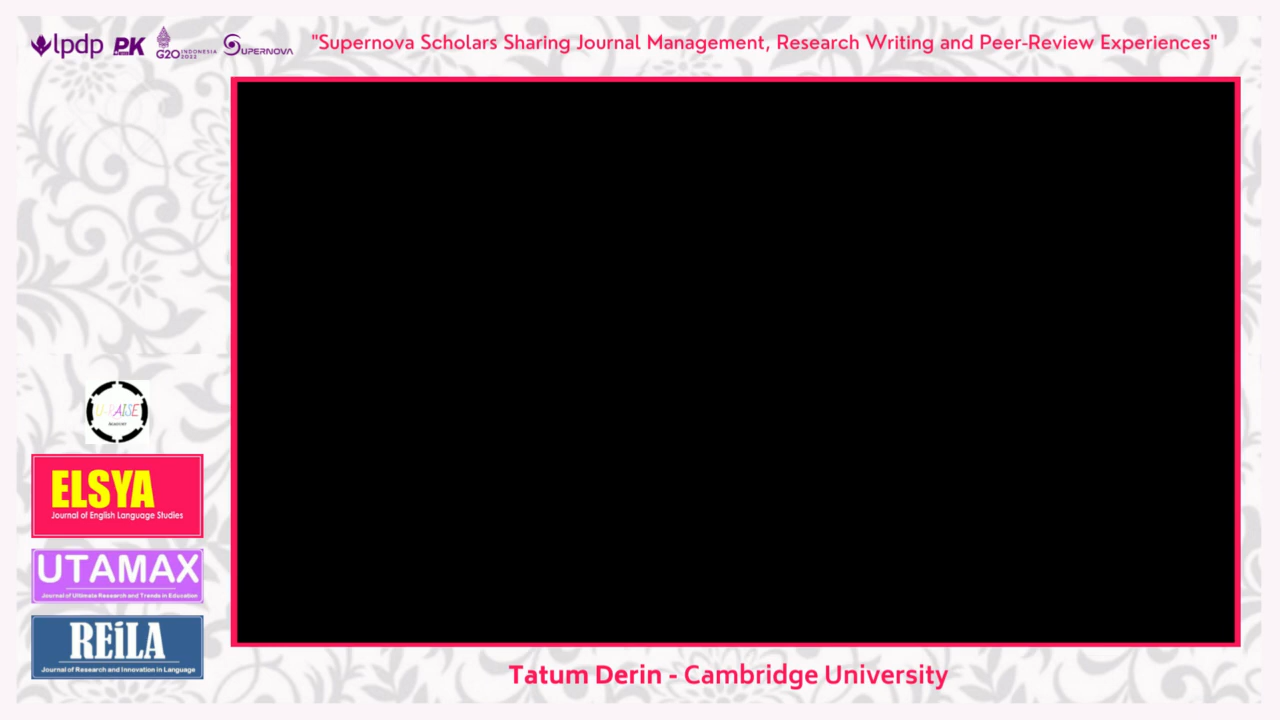 lpdp PK G20 INDONESIA 2022 SUPERNOVA "Supernova Scholars Sharing Journal Management, Research Writing and Peer-Review Experiences"
U-RAISE
ACADEMY
ELSYA
Journal of English Language Studies
UTAMAX
Journal of Ultimate Research and Trends in Education
REiLA
Journal of Research and Innovation in Language
Tatum Derin - Cambridge University